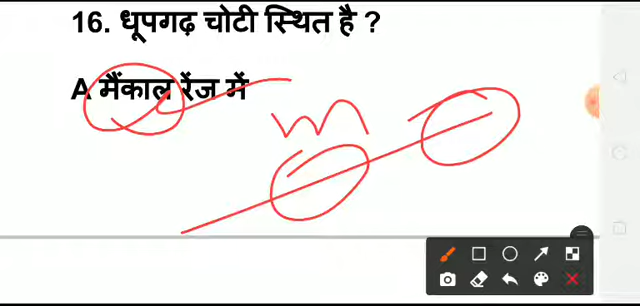 16. धूपगढ़ चोटी स्थित है ?
A मैंकाल रेंज में
m